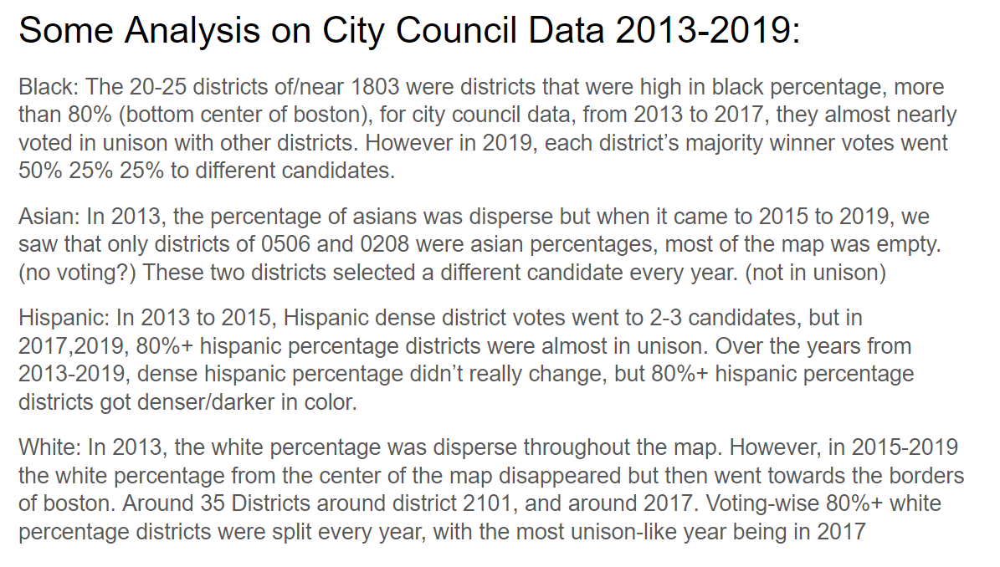 Some Analysis on City Council Data 2013-2019:
Black: The 20-25 districts of/near 1803 were districts that were high in black percentage, more
than 80% (bottom center of boston), for city council data, from 2013 to 2017, they almost nearly
voted in unison with other districts. However in 2019, each district’s majority winner votes went
50% 25% 25% to different candidates.
Asian: In 2013, the percentage of asians was disperse but when it came to 2015 to 2019, we
saw that only districts of 0506 and 0208 were asian percentages, most of the map was empty.
(no voting?) These two districts selected a different candidate every year. (not in unison)
Hispanic: In 2013 to 2015, Hispanic dense district votes went to 2-3 candidates, but in
2017,2019, 80%+ hispanic percentage districts were almost in unison. Over the years from
2013-2019, dense hispanic percentage didn’t really change, but 80%+ hispanic percentage
districts got denser/darker in color.
White: In 2013, the white percentage was disperse throughout the map. However, in 2015-2019
the white percentage from the center of the map disappeared but then went towards the borders
of boston. Around 35 Districts around district 2101, and around 2017. Voting-wise 80%+ white
percentage districts were split every year, with the most unison-like year being in 2017